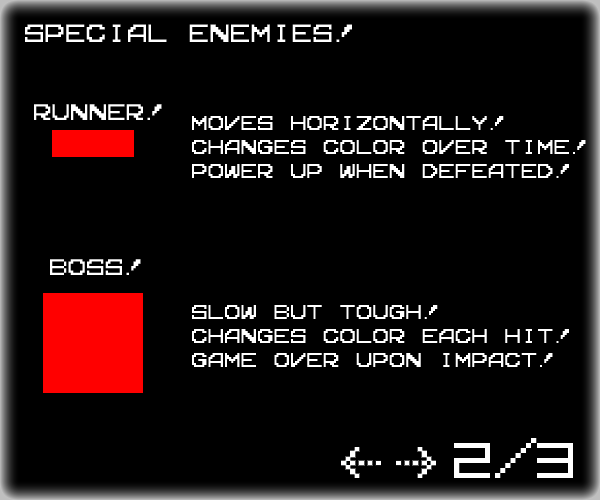 SPECIAL ENEMIES!
RUNNER!
MOVES HORIZONTALLY!
CHANGES COLOR OVER TIME!
POWER UP WHEN DEFEATED!
BOSS!
SLOW BUT TOUGH!
CHANGES COLOR EACH HIT!
GAME OVER UPON IMPACT!
2/3